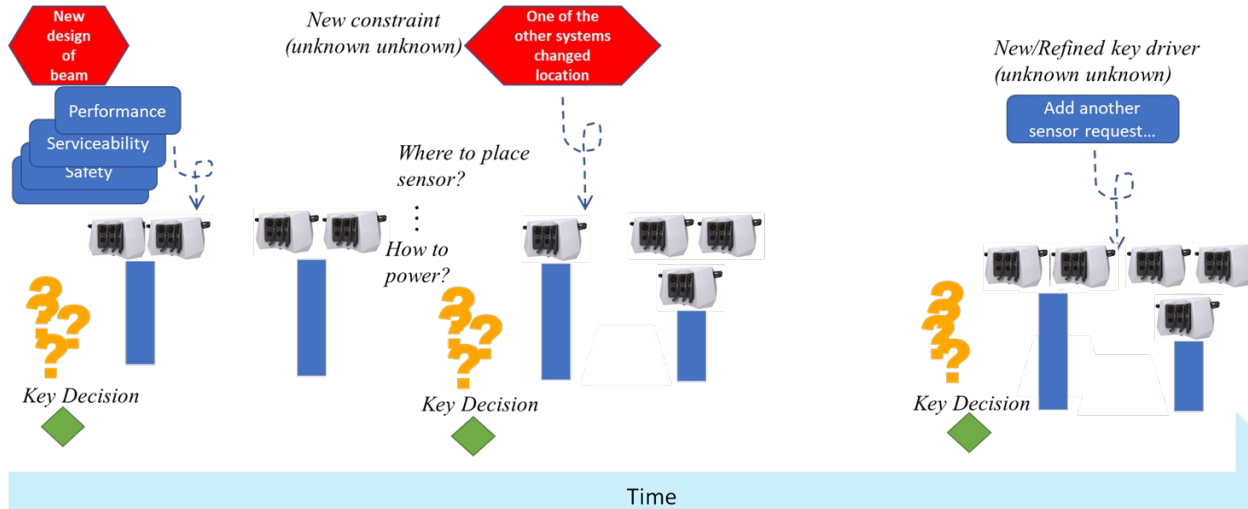 New
design
of
beam
Performance
Serviceability
Safety
New constraint
(unknown unknown)
One of the
other systems
changed
location
Where to place
sensor?
⋮
How to
power?
New/Refined key driver
(unknown unknown)
Add another
sensor request…
???
Key Decision
???
Key Decision
????
Key Decision
Time